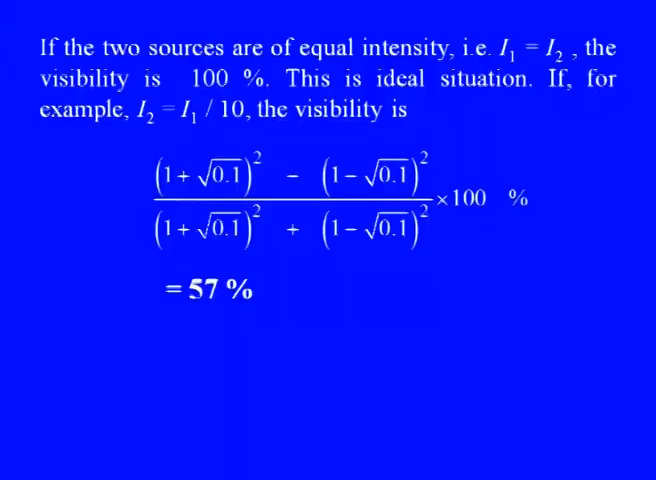 If the two sources are of equal intensity, i.e. I₁ = I₂ , the
visibility is 100 %. This is ideal situation. If, for
example, I₂ = I₁ / 10, the visibility is
(1 + √0.1)² − (1 − √0.1)²
×100 %
(1 + √0.1)² + (1 − √0.1)²
= 57 %